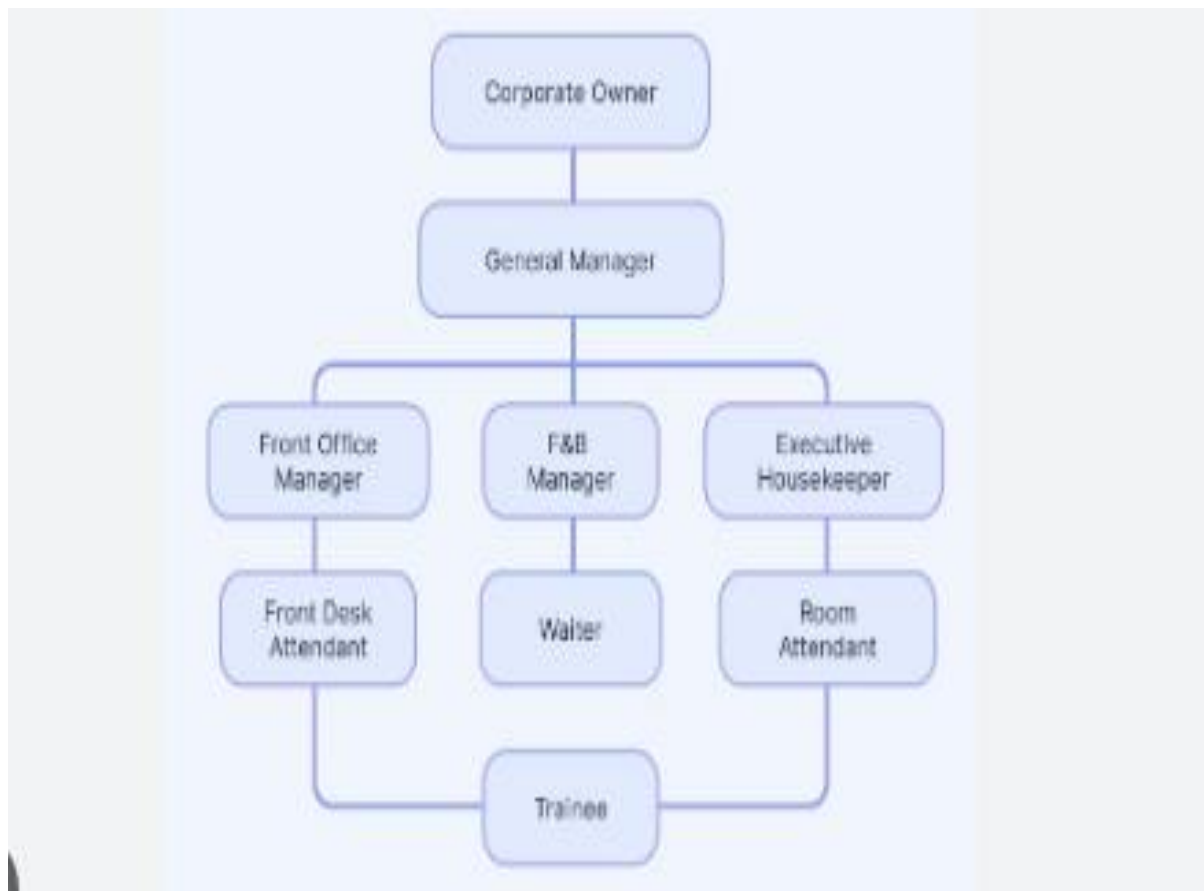 Corporate Owner
General Manager
Front Office
Manager
F&B
Manager
Executive
Housekeeper
Front Desk
Attendant
Waiter
Room
Attendant
Trainee